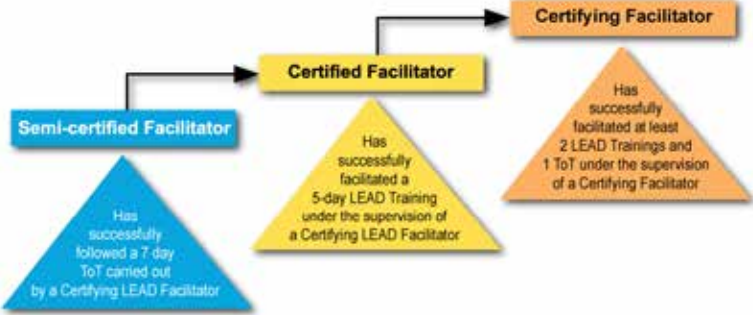 Semi-certified Facilitator
Has
successfully
followed a 7 day
ToT carried out
by a Certifying LEAD Facilitator
Certified Facilitator
Has
successfully
facilitated a
5-day LEAD Training
under the supervision of
a Certifying LEAD Facilitator
Certifying Facilitator
Has
successfully
facilitated at least
2 LEAD Trainings and
1 ToT under the supervision
of a Certifying Facilitator